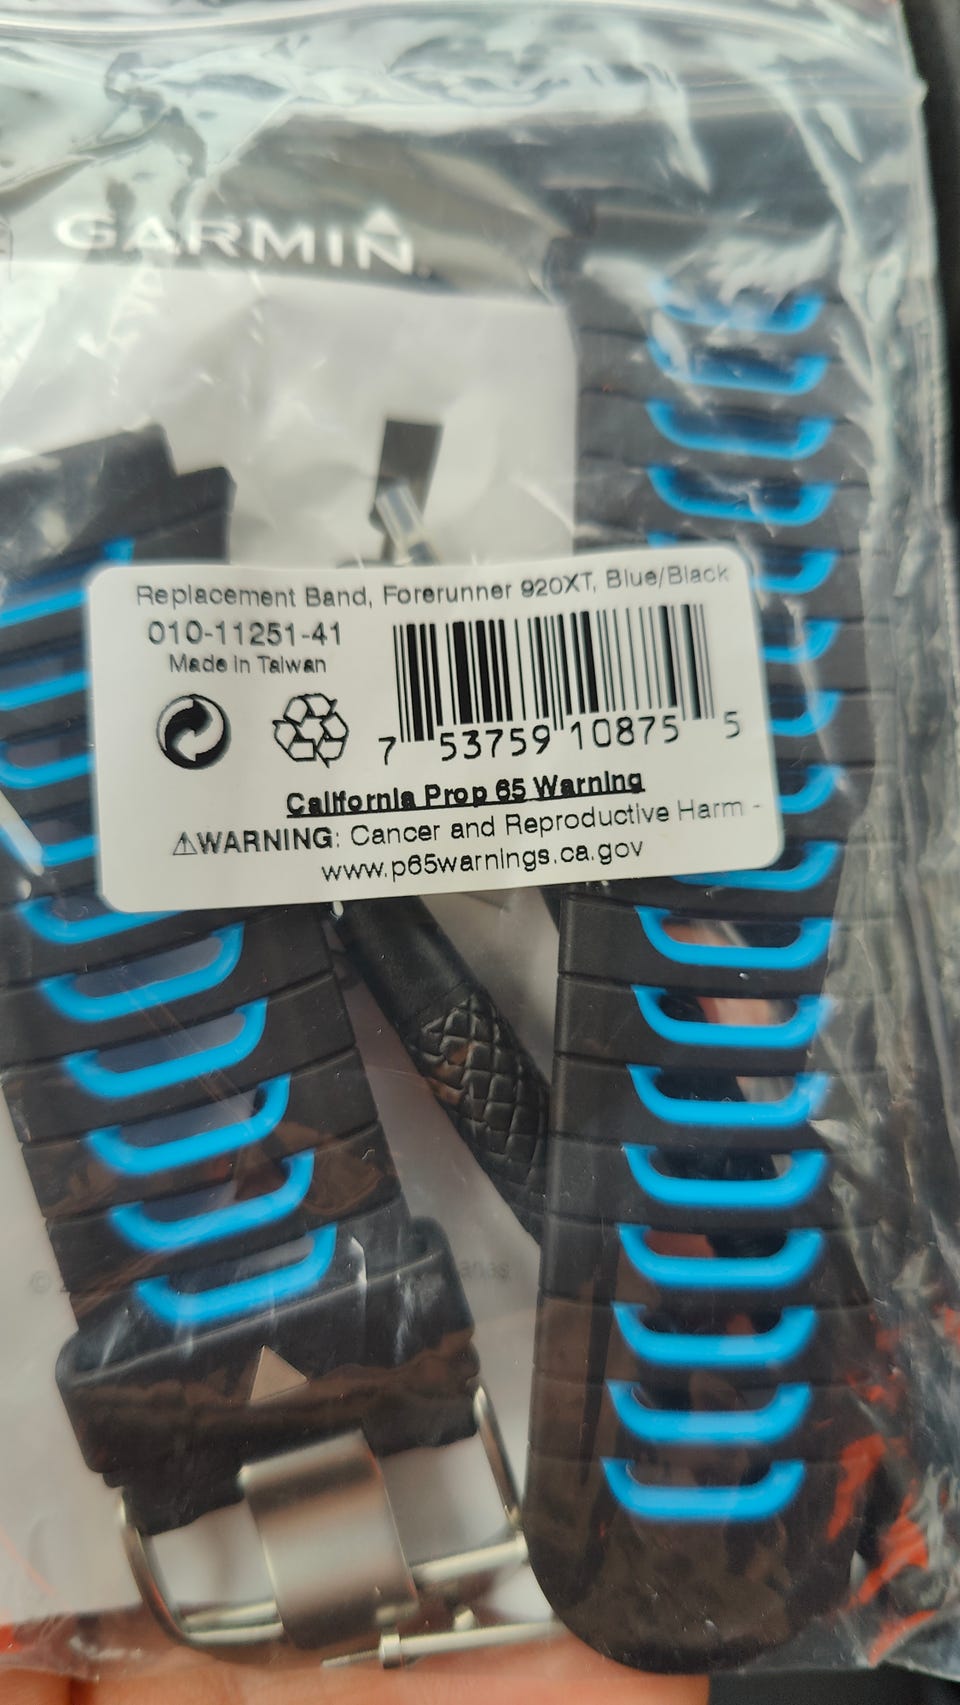 GARMIN
Replacement Band, Forerunner 920XT, Blue/Black
010-11251-41
Made in Taiwan
7 53759 10875 5
California Prop 65 Warning
⚠WARNING: Cancer and Reproductive Harm -
www.p65warnings.ca.gov